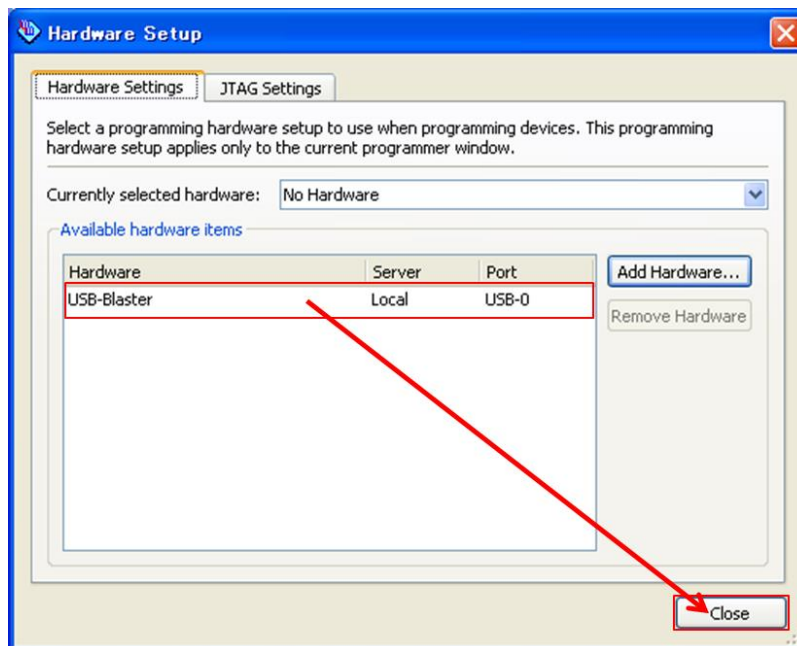 Hardware Setup
Hardware Settings JTAG Settings
Select a programming hardware setup to use when programming devices. This programming
hardware setup applies only to the current programmer window.
Currently selected hardware: No Hardware
Available hardware items
Hardware Server Port
USB-Blaster Local USB-0
Add Hardware...
Remove Hardware
Close